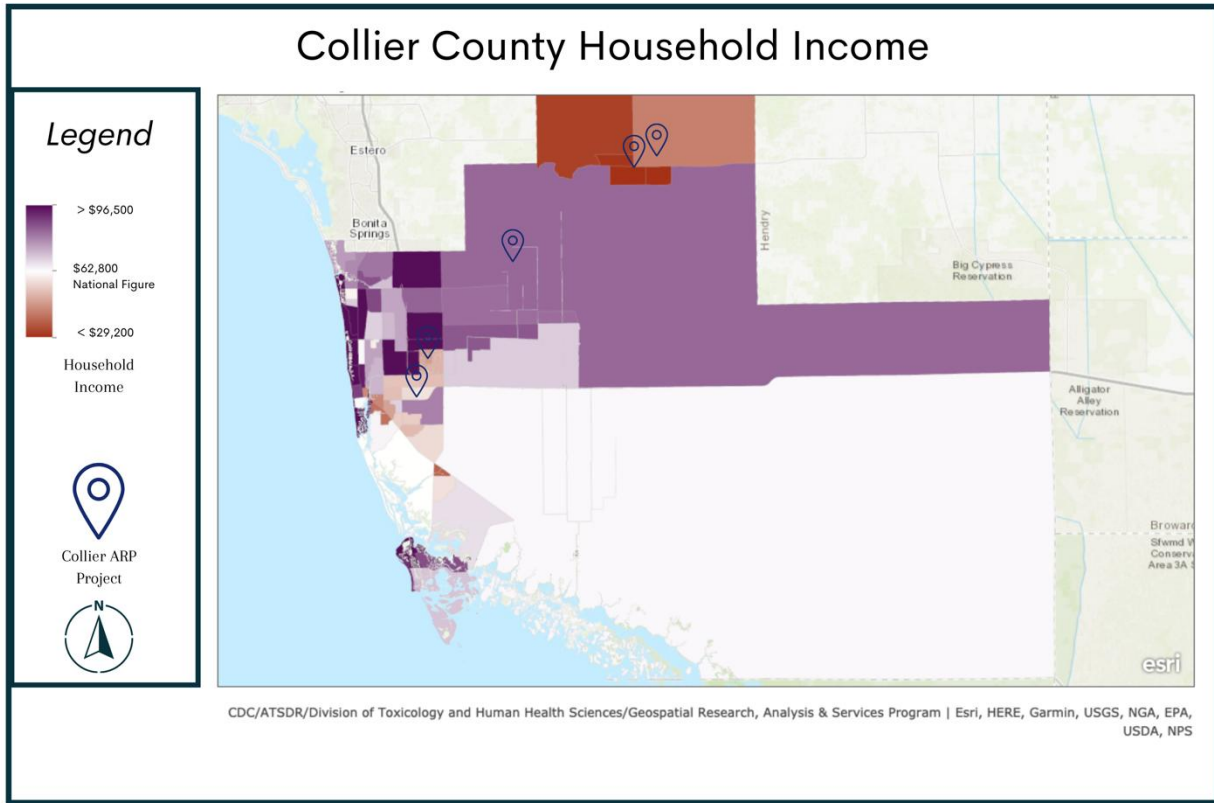 Collier County Household Income
Legend
> $96,500
$62,800
National Figure
< $29,200
Household
Income
Collier ARP
Project
N
Estero
Bonita
Springs
Hendry
Big Cypress
Reservation
Alligator
Alley
Reservation
Browar
Sfwmd W
Conserv
Area 3A S
esri
CDC/ATSDR/Division of Toxicology and Human Health Sciences/Geospatial Research, Analysis & Services Program | Esri, HERE, Garmin, USGS, NGA, EPA,
USDA, NPS